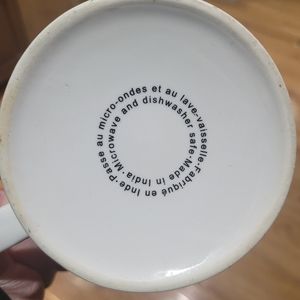 Passe au micro-ondes et au lave-vaisselle-Fabriqué en Inde-
Microwave and dishwasher safe-Made in India-